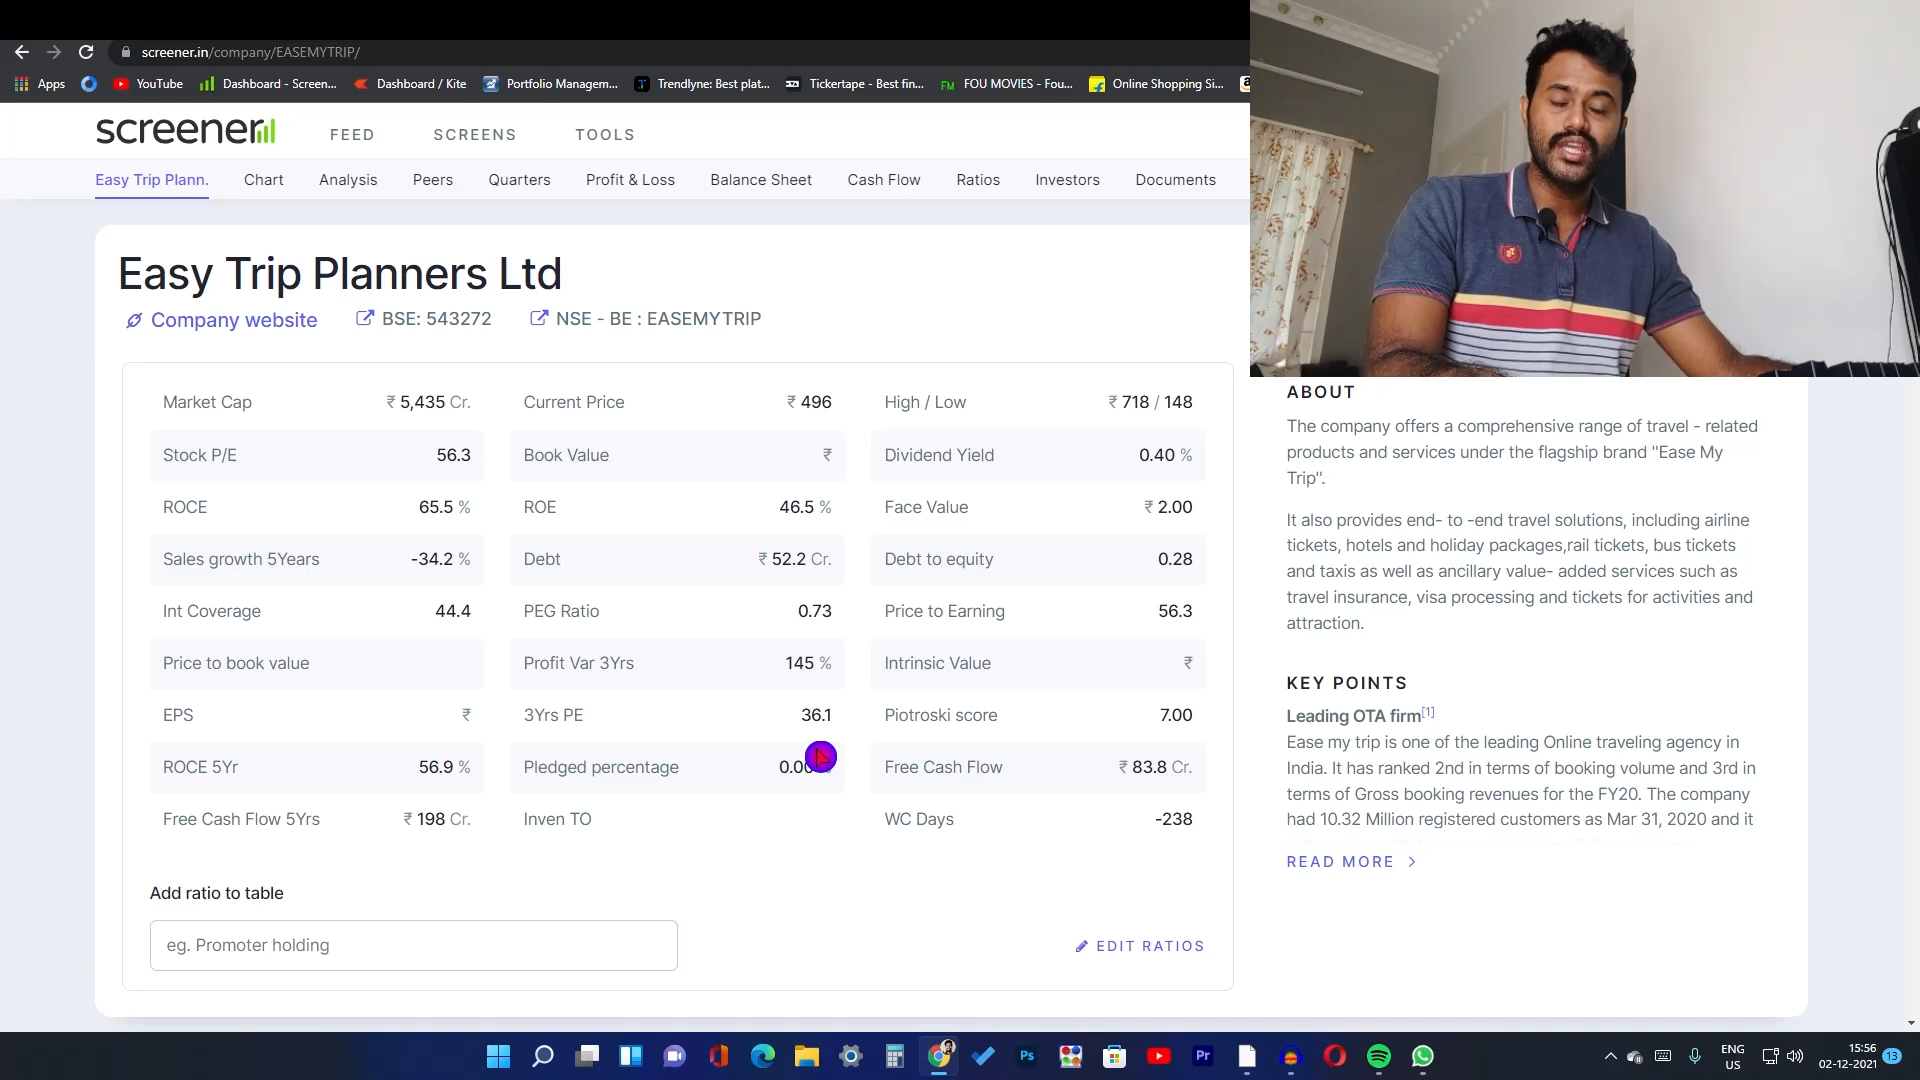 screener.in/company/EASEMYTRIP/
Apps
YouTube
Dashboard - Screen...
Dashboard / Kite
Portfolio Managem...
Trendlyne: Best plat...
Tickertape - Best fin...
FM FOU MOVIES - Fou...
Online Shopping Si...
screener
FEED
SCREENS
TOOLS
Easy Trip Plann.
Chart
Analysis
Peers
Quarters
Profit & Loss
Balance Sheet
Cash Flow
Ratios
Investors
Documents
Easy Trip Planners Ltd
Company website
BSE: 543272
NSE - BE : EASEMYTRIP
Market Cap ₹ 5,435 Cr.
Current Price ₹ 496
High / Low ₹ 718 / 148
Stock P/E 56.3
Book Value ₹
Dividend Yield 0.40 %
ROCE 65.5 %
ROE 46.5 %
Face Value ₹ 2.00
Sales growth 5Years -34.2 %
Debt ₹ 52.2 Cr.
Debt to equity 0.28
Int Coverage 44.4
PEG Ratio 0.73
Price to Earning 56.3
Price to book value
Profit Var 3Yrs 145 %
Intrinsic Value ₹
EPS ₹
3Yrs PE 36.1
Piotroski score 7.00
ROCE 5Yr 56.9 %
Pledged percentage
Free Cash Flow ₹ 83.8 Cr.
Free Cash Flow 5Yrs ₹ 198 Cr.
Inven TO
WC Days -238
Add ratio to table
eg. Promoter holding
EDIT RATIOS
ABOUT
The company offers a comprehensive range of travel - related
products and services under the flagship brand "Ease My
Trip".
It also provides end- to -end travel solutions, including airline
tickets, hotels and holiday packages,rail tickets, bus tickets
and taxis as well as ancillary value- added services such as
travel insurance, visa processing and tickets for activities and
attraction.
KEY POINTS
Leading OTA firm[1]
Ease my trip is one of the leading Online traveling agency in
India. It has ranked 2nd in terms of booking volume and 3rd in
terms of Gross booking revenues for the FY20. The company
had 10.32 Million registered customers as Mar 31, 2020 and it
READ MORE
Ps
Pr
ENG
US
15:56
02-12-2021
13